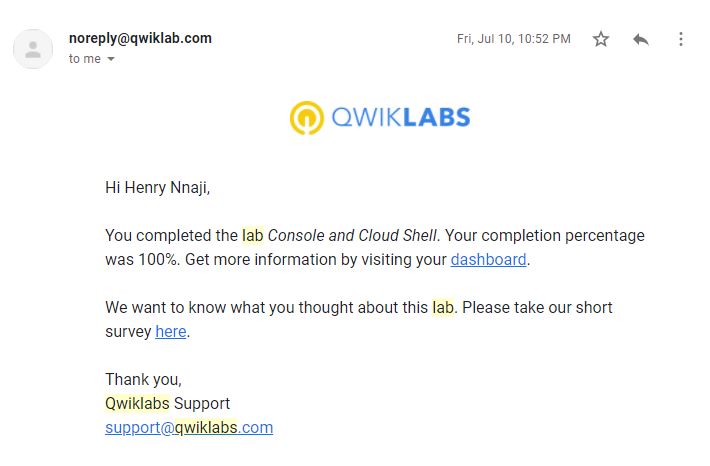 noreply@qwiklab.com
Fri, Jul 10, 10:52 PM
to me
QWIKLABS
Hi Henry Nnaji,
You completed the lab Console and Cloud Shell. Your completion percentage
was 100%. Get more information by visiting your dashboard.
We want to know what you thought about this lab. Please take our short
survey here.
Thank you,
Qwiklabs Support
support@qwiklabs.com